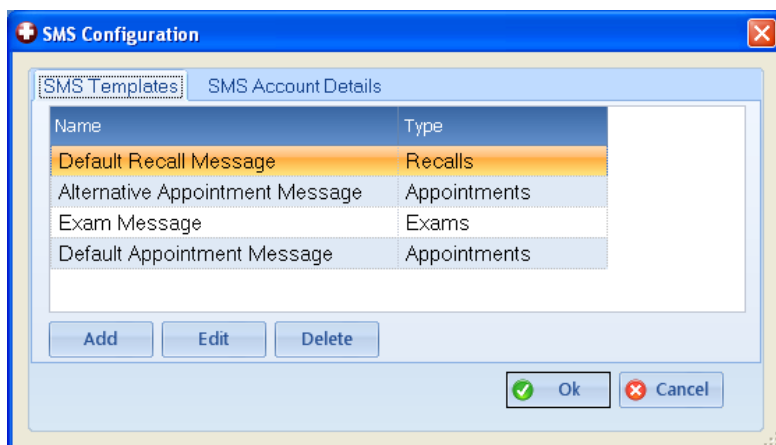 SMS Configuration
SMS Templates SMS Account Details
Name Type
Default Recall Message Recalls
Alternative Appointment Message Appointments
Exam Message Exams
Default Appointment Message Appointments
Add Edit Delete
Ok Cancel